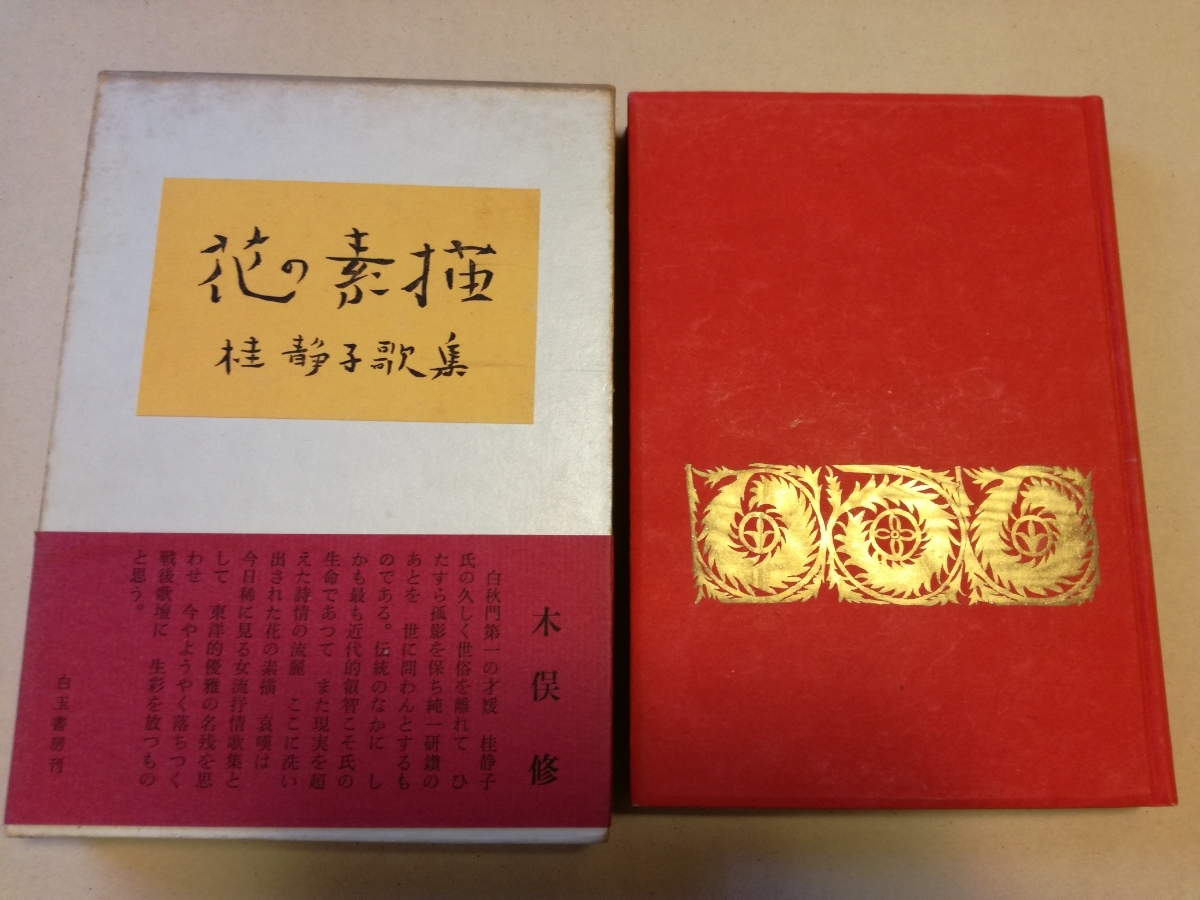 花の素描
桂静子歌集
木俣修
白秋門第一の才媛　桂静子
氏の久しく世俗を離れて　ひ
たすら孤影を保ち純一研鑽の
あとを　世に問わんとするも
のである。伝統のなかに　し
かも最も近代的叡智こそ氏の
生命であつて　また現実を超
えた詩情の流麗　ここに洗い
出された花の素描　哀嘆は
今日稀に見る女流抒情歌集と
して　東洋的優雅の名残を思
わせ　今やようやく落ちつく
戦後歌壇に　生彩を放つもの
と思う。
白玉書房刊